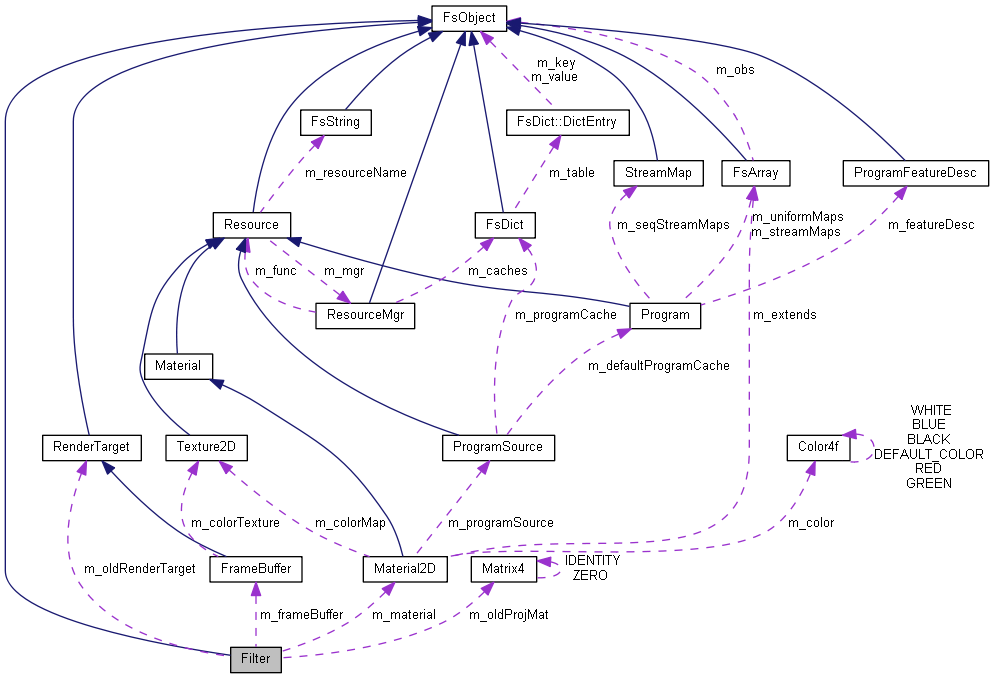 FsObject
m_key
m_value
m_obs
FsString
FsDict::DictEntry
m_resourceName
m_table
StreamMap
FsArray
ProgramFeatureDesc
Resource
FsDict
m_seqStreamMaps
m_uniformMaps
m_streamMaps
m_featureDesc
m_func
m_mgr
m_caches
ResourceMgr
m_programCache
Program
m_extends
Material
m_defaultProgramCache
WHITE
BLUE
BLACK
DEFAULT_COLOR
RED
GREEN
RenderTarget
Texture2D
ProgramSource
Color4f
m_colorTexture
m_colorMap
m_programSource
m_color
m_oldRenderTarget
FrameBuffer
Material2D
Matrix4
IDENTITY
ZERO
m_frameBuffer
m_material
m_oldProjMat
Filter